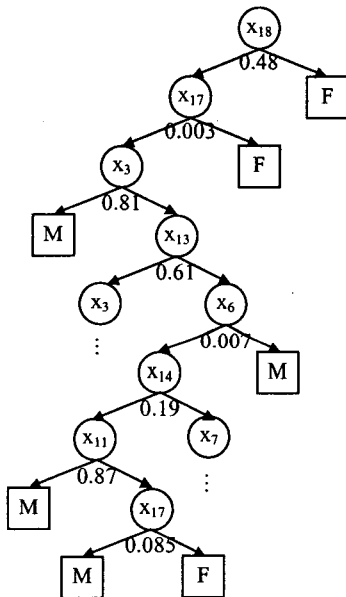 x18
0.48
x17 F
0.003
x3 F
0.81
M x13
0.61
x3 x6
0.007
⋮ x14 M
0.19
x11 x7
0.87 ⋮
M x17
0.085
M F